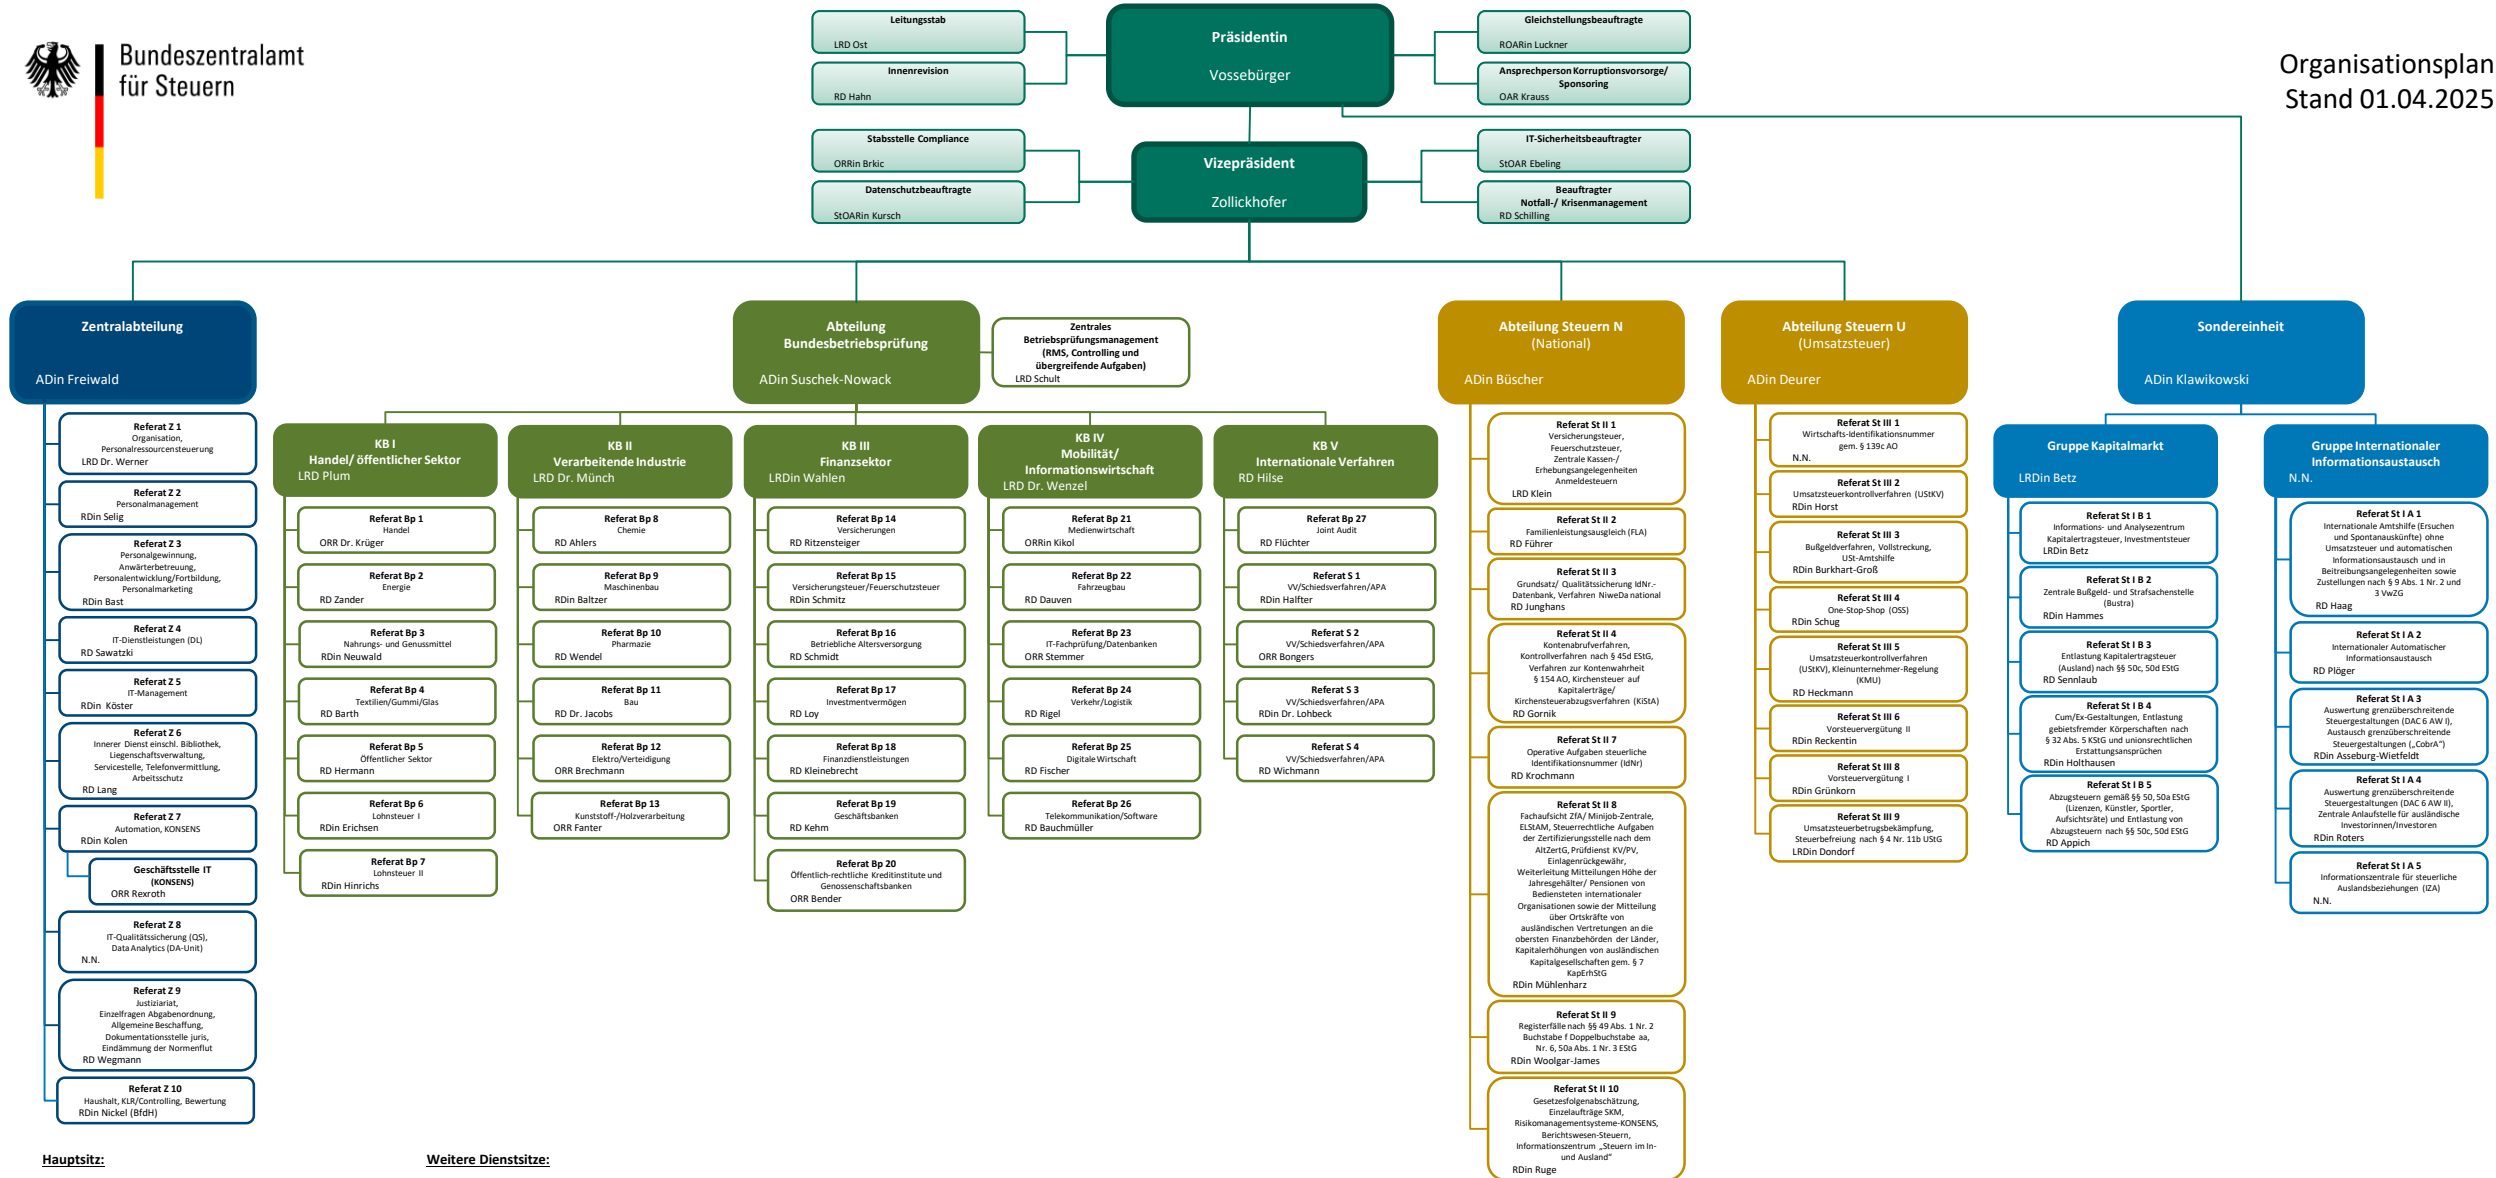 Bundeszentralamt
für Steuern
Organisationsplan
Stand 01.04.2025
Leitungsstab
LRD Ost
Innenrevision
RD Hahn
Präsidentin
Vossebürger
Gleichstellungsbeauftragte
ROARin Luckner
Ansprechperson Korruptionsvorsorge/
Sponsoring
OAR Krauss
Stabsstelle Compliance
ORRin Brkic
Datenschutzbeauftragte
StOARin Kursch
Vizepräsident
Zollickhofer
IT-Sicherheitsbeauftragter
StOAR Ebeling
Beauftragter
Notfall-/ Krisenmanagement
RD Schilling
Zentralabteilung
ADin Freiwald
Referat Z 1
Organisation,
Personalressourcensteuerung
LRD Dr. Werner
Referat Z 2
Personalmanagement
RDin Selig
Referat Z 3
Personalgewinnung,
Anwärterbetreuung,
Personalentwicklung/Fortbildung,
Personalmarketing
RDin Bast
Referat Z 4
IT-Dienstleistungen (DL)
RD Sawatzki
Referat Z 5
IT-Management
RDin Köster
Referat Z 6
Innerer Dienst einschl. Bibliothek,
Liegenschaftsverwaltung,
Servicestelle, Telefonvermittlung,
Arbeitsschutz
RD Lang
Referat Z 7
Automation, KONSENS
RDin Kolen
Geschäftsstelle IT
(KONSENS)
ORR Rexroth
Referat Z 8
IT-Qualitätssicherung (QS),
Data Analytics (DA-Unit)
N.N.
Referat Z 9
Justiziariat,
Einzelfragen Abgabenordnung,
Allgemeine Beschaffung,
Dokumentationsstelle juris,
Eindämmung der Normenflut
RD Wegmann
Referat Z 10
Haushalt, KLR/Controlling, Bewertung
RDin Nickel (BfdH)
Abteilung
Bundesbetriebsprüfung
ADin Suschek-Nowack
Zentrales
Betriebsprüfungsmanagement
(RMS, Controlling und
übergreifende Aufgaben)
LRD Schult
KB I
Handel/ öffentlicher Sektor
LRD Plum
Referat Bp 1
Handel
ORR Dr. Krüger
Referat Bp 2
Energie
RD Zander
Referat Bp 3
Nahrungs- und Genussmittel
RDin Neuwald
Referat Bp 4
Textilien/Gummi/Glas
RD Barth
Referat Bp 5
Öffentlicher Sektor
RD Hermann
Referat Bp 6
Lohnsteuer I
RDin Erichsen
Referat Bp 7
Lohnsteuer II
RDin Hinrichs
KB II
Verarbeitende Industrie
LRD Dr. Münch
Referat Bp 8
Chemie
RD Ahlers
Referat Bp 9
Maschinenbau
RDin Baltzer
Referat Bp 10
Pharmazie
RD Wendel
Referat Bp 11
Bau
RD Dr. Jacobs
Referat Bp 12
Elektro/Verteidigung
ORR Brechmann
Referat Bp 13
Kunststoff-/Holzverarbeitung
ORR Fanter
KB III
Finanzsektor
LRDin Wahlen
Referat Bp 14
Versicherungen
RD Ritzensteiger
Referat Bp 15
Versicherungsteuer/Feuerschutzsteuer
RDin Schmitz
Referat Bp 16
Betriebliche Altersversorgung
RD Schmidt
Referat Bp 17
Investmentvermögen
RD Loy
Referat Bp 18
Finanzdienstleistungen
RD Kleinebrecht
Referat Bp 19
Geschäftsbanken
RD Kehm
Referat Bp 20
Öffentlich-rechtliche Kreditinstitute und
Genossenschaftsbanken
ORR Bender
KB IV
Mobilität/
Informationswirtschaft
LRD Dr. Wenzel
Referat Bp 21
Medienwirtschaft
ORRin Kikol
Referat Bp 22
Fahrzeugbau
RD Dauven
Referat Bp 23
IT-Fachprüfung/Datenbanken
ORR Stemmer
Referat Bp 24
Verkehr/Logistik
RD Rigel
Referat Bp 25
Digitale Wirtschaft
RD Fischer
Referat Bp 26
Telekommunikation/Software
RD Bauchmüller
KB V
Internationale Verfahren
RD Hilse
Referat Bp 27
Joint Audit
RD Flüchter
Referat S 1
VV/Schiedsverfahren/APA
RDin Halfter
Referat S 2
VV/Schiedsverfahren/APA
ORR Bongers
Referat S 3
VV/Schiedsverfahren/APA
RDin Dr. Lohbeck
Referat S 4
VV/Schiedsverfahren/APA
RD Wichmann
Abteilung Steuern N
(National)
ADin Büscher
Referat St II 1
Versicherungsteuer,
Feuerschutzsteuer,
Zentrale Kassen-/
Erhebungsangelegenheiten
Anmeldesteuern
LRD Klein
Referat St II 2
Familienleistungsausgleich (FLA)
RD Führer
Referat St II 3
Grundsatz/ Qualitätssicherung IdNr.-
Datenbank, Verfahren NiweDa national
RD Junghans
Referat St II 4
Kontenabrufverfahren,
Kontrollverfahren nach § 45d EStG,
Verfahren zur Kontenwahrheit
§ 154 AO, Kirchensteuer auf
Kapitalerträge/
Kirchensteuerabzugsverfahren (KiStA)
RD Gornik
Referat St II 7
Operative Aufgaben steuerliche
Identifikationsnummer (IdNr)
RD Krochmann
Referat St II 8
Fachaufsicht ZfA/ Minijob-Zentrale,
ELStAM, Steuerrechtliche Aufgaben
der Zertifizierungsstelle nach dem
AltZertG, Prüfdienst KV/PV,
Einlagenrückgewähr,
Weiterleitung Mitteilungen Höhe der
Jahresgehälter/ Pensionen von
Bediensteten internationaler
Organisationen sowie der Mitteilung
über Ortskräfte von
ausländischen Vertretungen an die
obersten Finanzbehörden der Länder,
Kapitalerhöhungen von ausländischen
Kapitalgesellschaften gem. § 7
KapErhStG
RDin Mühlenharz
Referat St II 9
Registerfälle nach §§ 49 Abs. 1 Nr. 2
Buchstabe f Doppelbuchstabe aa,
Nr. 6, 50a Abs. 1 Nr. 3 EStG
RDin Woolgar-James
Referat St II 10
Gesetzesfolgenabschätzung,
Einzelaufträge SKM,
Risikomanagementsysteme-KONSENS,
Berichtswesen-Steuern,
Informationszentrum „Steuern im In-
und Ausland“
RDin Ruge
Abteilung Steuern U
(Umsatzsteuer)
ADin Deurer
Referat St III 1
Wirtschafts-Identifikationsnummer
gem. § 139c AO
N.N.
Referat St III 2
Umsatzsteuerkontrollverfahren (UStKV)
RDin Horst
Referat St III 3
Bußgeldverfahren, Vollstreckung,
USt-Amtshilfe
RDin Burkhart-Groß
Referat St III 4
One-Stop-Shop (OSS)
RDin Schug
Referat St III 5
Umsatzsteuerkontrollverfahren
(UStKV), Kleinunternehmer-Regelung
(KMU)
RD Heckmann
Referat St III 6
Vorsteuervergütung II
RDin Reckentin
Referat St III 8
Vorsteuervergütung I
RDin Grünkorn
Referat St III 9
Umsatzsteuerbetrugsbekämpfung,
Steuerbefreiung nach § 4 Nr. 11b UStG
LRDin Dondorf
Sondereinheit
ADin Klawikowski
Gruppe Kapitalmarkt
LRDin Betz
Referat St I B 1
Informations- und Analysezentrum
Kapitalertragsteuer, Investmentsteuer
LRDin Betz
Referat St I B 2
Zentrale Bußgeld- und Strafsachenstelle
(Bustra)
RDin Hammes
Referat St I B 3
Entlastung Kapitalertragsteuer
(Ausland) nach §§ 50c, 50d EStG
RD Sennlaub
Referat St I B 4
Cum/Ex-Gestaltungen, Entlastung
gebietsfremder Körperschaften nach
§ 32 Abs. 5 KStG und unionsrechtlichen
Erstattungsansprüchen
RDin Holthausen
Referat St I B 5
Abzugsteuern gemäß §§ 50, 50a EStG
(Lizenzen, Künstler, Sportler,
Aufsichtsräte) und Entlastung von
Abzugsteuern nach §§ 50c, 50d EStG
RD Appich
Gruppe Internationaler
Informationsaustausch
N.N.
Referat St I A 1
Internationale Amtshilfe (Ersuchen
und Spontanauskünfte) ohne
Umsatzsteuer und automatischen
Informationsaustausch und in
Beitreibungsangelegenheiten sowie
Zustellungen nach § 9 Abs. 1 Nr. 2 und
3 VwZG
RD Haag
Referat St I A 2
Internationaler Automatischer
Informationsaustausch
RD Plöger
Referat St I A 3
Auswertung grenzüberschreitende
Steuergestaltungen (DAC 6 AW I),
Austausch grenzüberschreitende
Steuergestaltungen („CobrA“)
RDin Asseburg-Wietfeldt
Referat St I A 4
Auswertung grenzüberschreitende
Steuergestaltungen (DAC 6 AW II),
Zentrale Anlaufstelle für ausländische
Investorinnen/Investoren
RDin Roters
Referat St I A 5
Informationszentrale für steuerliche
Auslandsbeziehungen (IZA)
N.N.
Hauptsitz:
Weitere Dienstsitze: